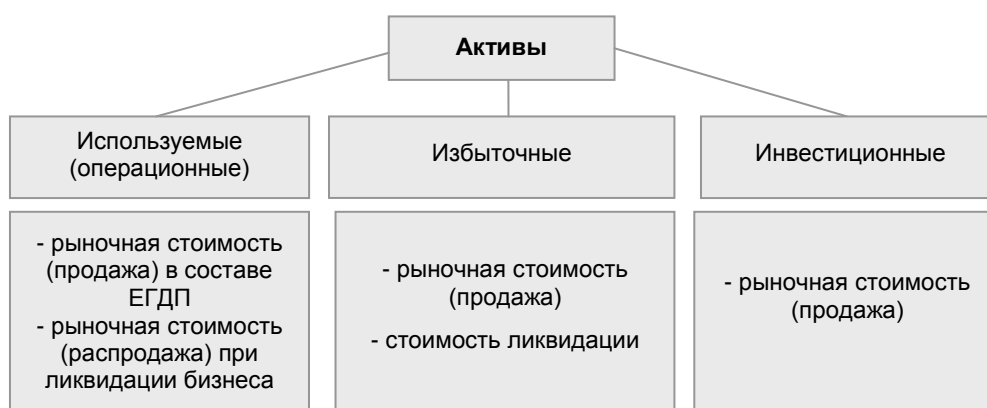 Активы
Используемые
(операционные)
Избыточные
Инвестиционные
- рыночная стоимость
(продажа) в составе
ЕГДП
- рыночная стоимость
(распродажа) при
ликвидации бизнеса
- рыночная стоимость
(продажа)
- стоимость ликвидации
- рыночная стоимость
(продажа)